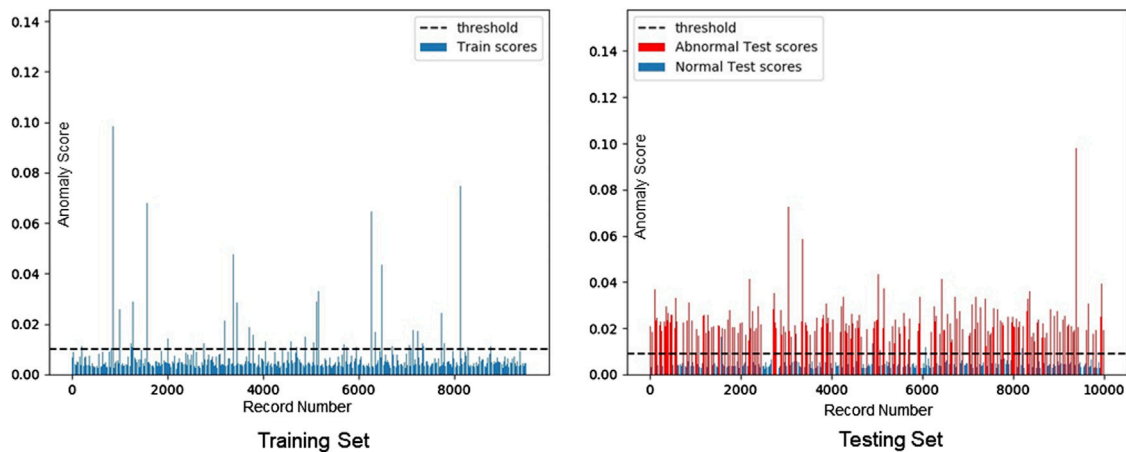 0.14
0.12
0.10
0.08
0.06
0.04
0.02
0.00
Anomaly Score
threshold
Train scores
0 2000 4000 6000 8000
Record Number
Training Set
0.14
0.12
0.10
0.08
0.06
0.04
0.02
0.00
Anomaly Score
threshold
Abnormal Test scores
Normal Test scores
0 2000 4000 6000 8000 10000
Record Number
Testing Set